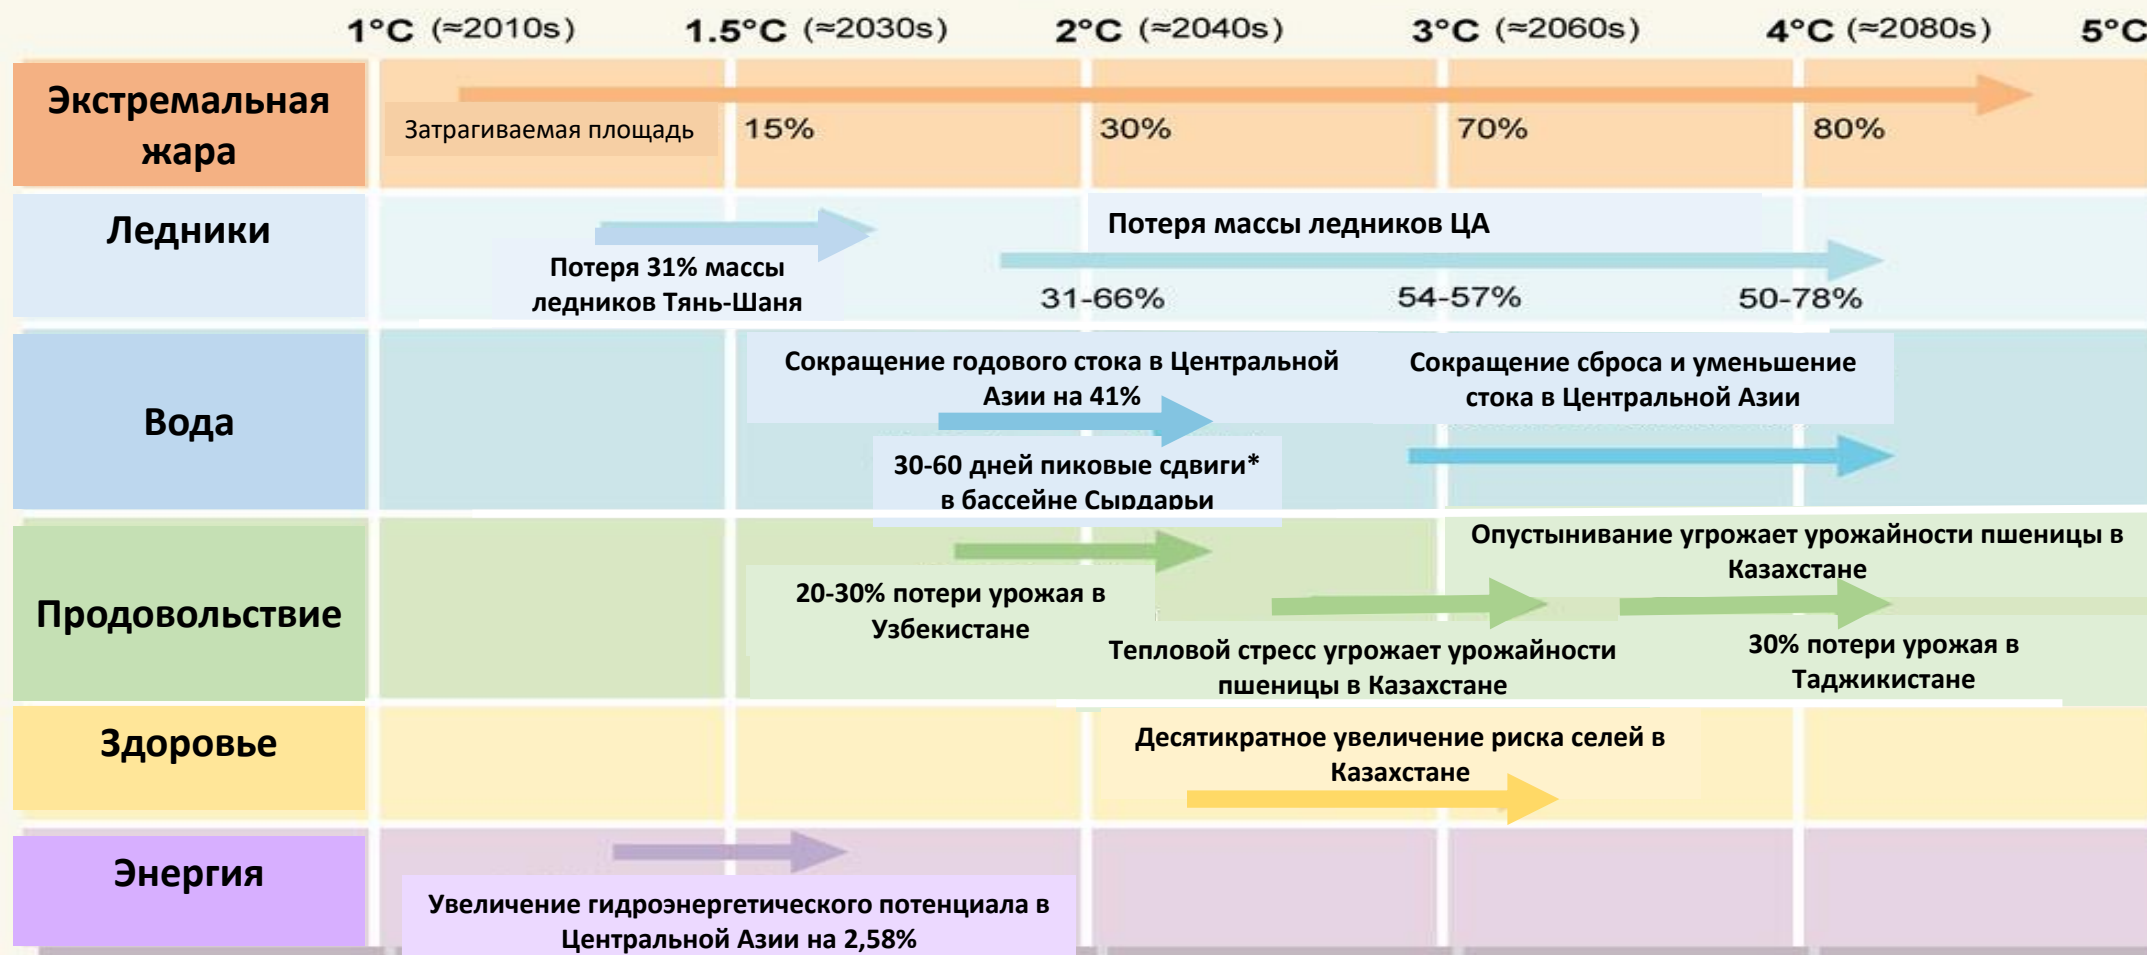 1°C (≈2010s) 1.5°C (≈2030s) 2°C (≈2040s) 3°C (≈2060s) 4°C (≈2080s) 5°C
Экстремальная
жара
Затрагиваемая площадь 15% 30% 70% 80%
Ледники
Потеря 31% массы
ледников Тянь-Шаня
Потеря массы ледников ЦА
31-66% 54-57% 50-78%
Вода
Сокращение годового стока в Центральной
Азии на 41%
30-60 дней пиковые сдвиги*
в бассейне Сырдарьи
Сокращение сброса и уменьшение
стока в Центральной Азии
Продовольствие
20-30% потери урожая в
Узбекистане
Тепловой стресс угрожает урожайности
пшеницы в Казахстане
Опустынивание угрожает урожайности пшеницы в
Казахстане
30% потери урожая в
Таджикистане
Здоровье
Десятикратное увеличение риска селей в
Казахстане
Энергия
Увеличение гидроэнергетического потенциала в
Центральной Азии на 2,58%